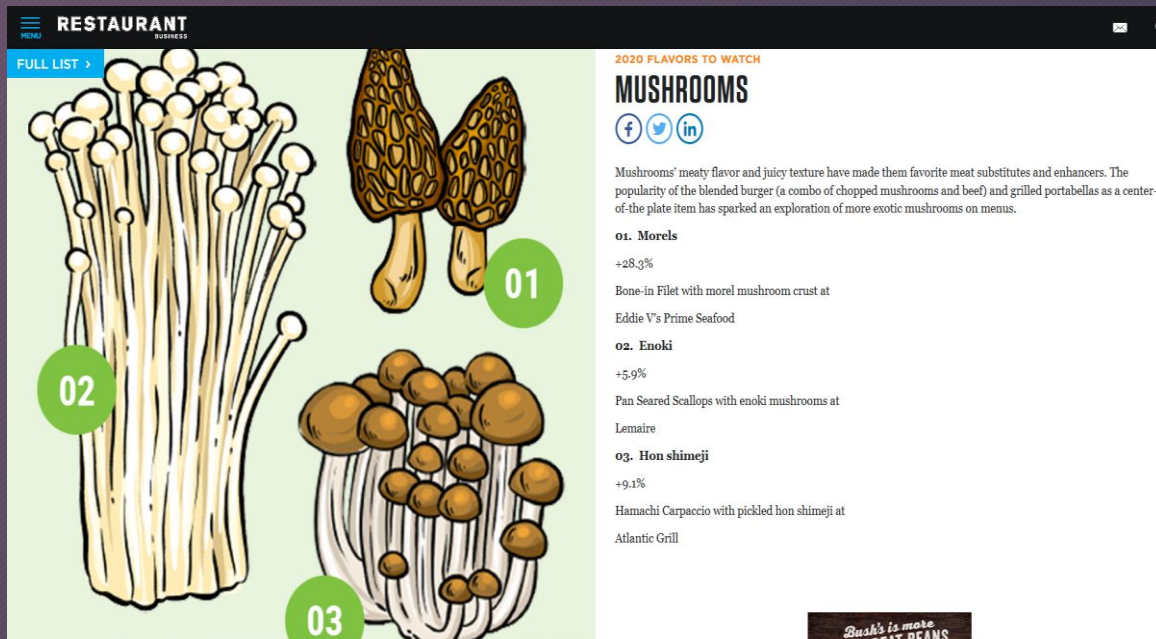 MENU
RESTAURANT
BUSINESS
FULL LIST >
01
02
03
2020 FLAVORS TO WATCH
MUSHROOMS
Mushrooms' meaty flavor and juicy texture have made them favorite meat substitutes and enhancers. The
popularity of the blended burger (a combo of chopped mushrooms and beef) and grilled portabellas as a center-
of-the plate item has sparked an exploration of more exotic mushrooms on menus.
01. Morels
+28.3%
Bone-in Filet with morel mushroom crust at
Eddie V's Prime Seafood
02. Enoki
+5.9%
Pan Seared Scallops with enoki mushrooms at
Lemaire
03. Hon shimeji
+9.1%
Hamachi Carpaccio with pickled hon shimeji at
Atlantic Grill
Bush's is more
BEANS